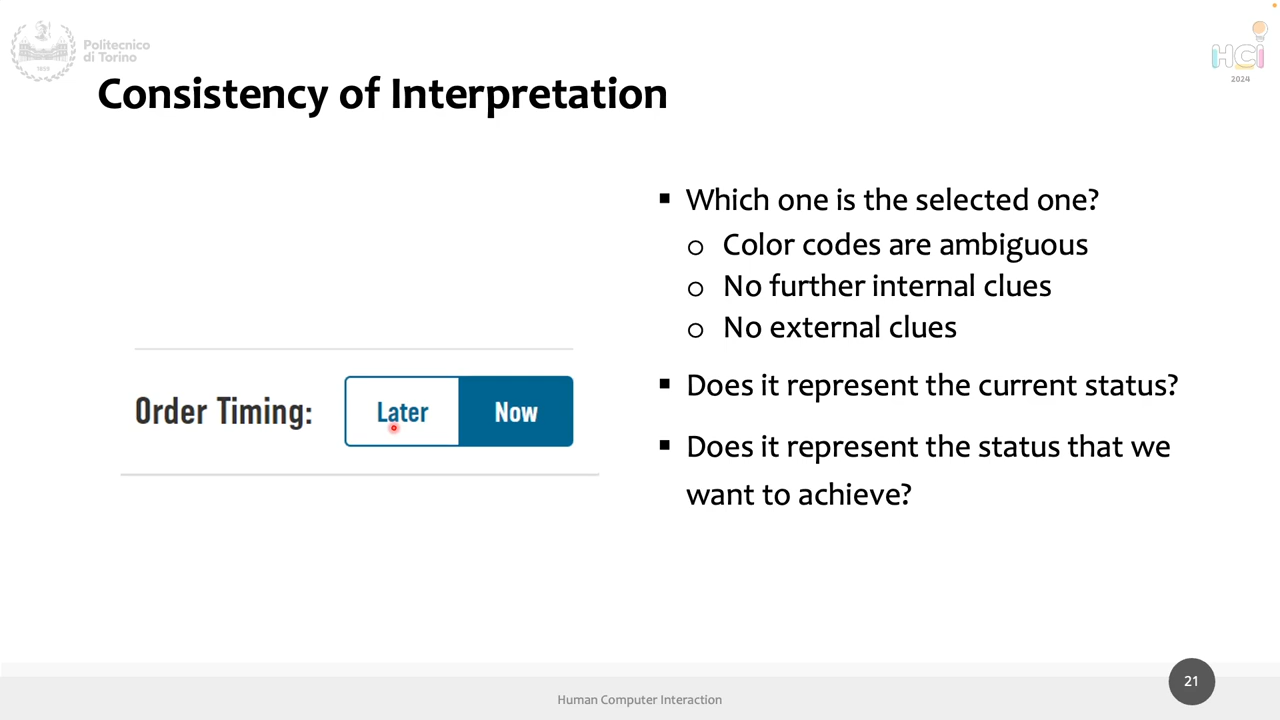 Politecnico
di Torino
1859
HCI
2024
Consistency of Interpretation
Which one is the selected one?
Color codes are ambiguous
No further internal clues
No external clues
Does it represent the current status?
Does it represent the status that we
want to achieve?
Order Timing:
Later
Now
21
Human Computer Interaction